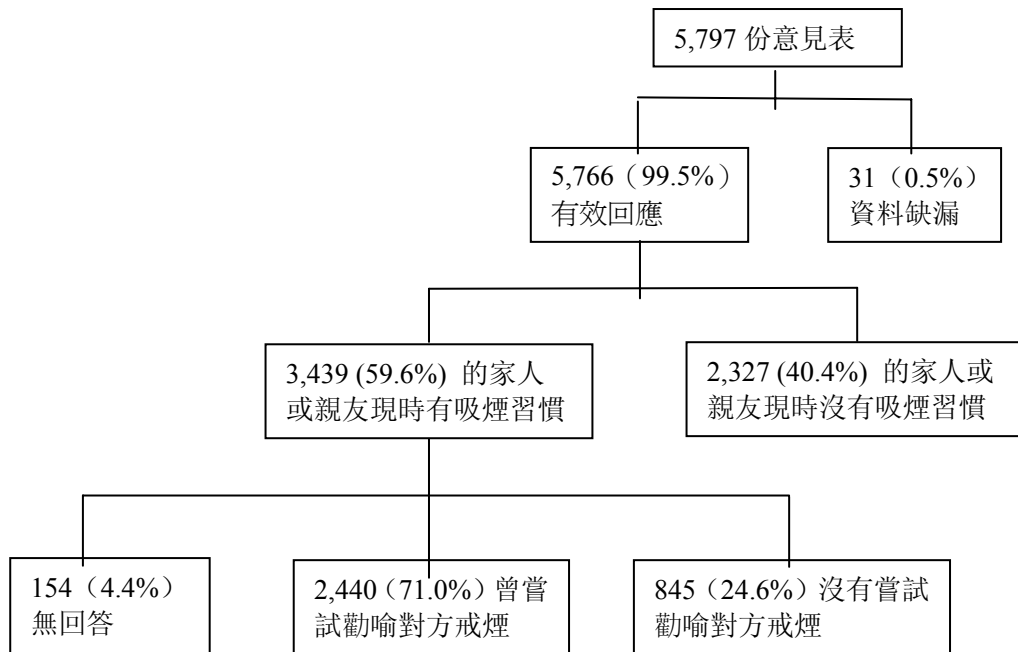 5,797 份意見表
5,766（99.5%）
有效回應
31（0.5%）
資料缺漏
3,439 (59.6%) 的家人
或親友現時有吸煙習慣
2,327 (40.4%) 的家人或
親友現時沒有吸煙習慣
154（4.4%）
無回答
2,440（71.0%）曾嘗
試勸喻對方戒煙
845（24.6%）沒有嘗試
勸喻對方戒煙